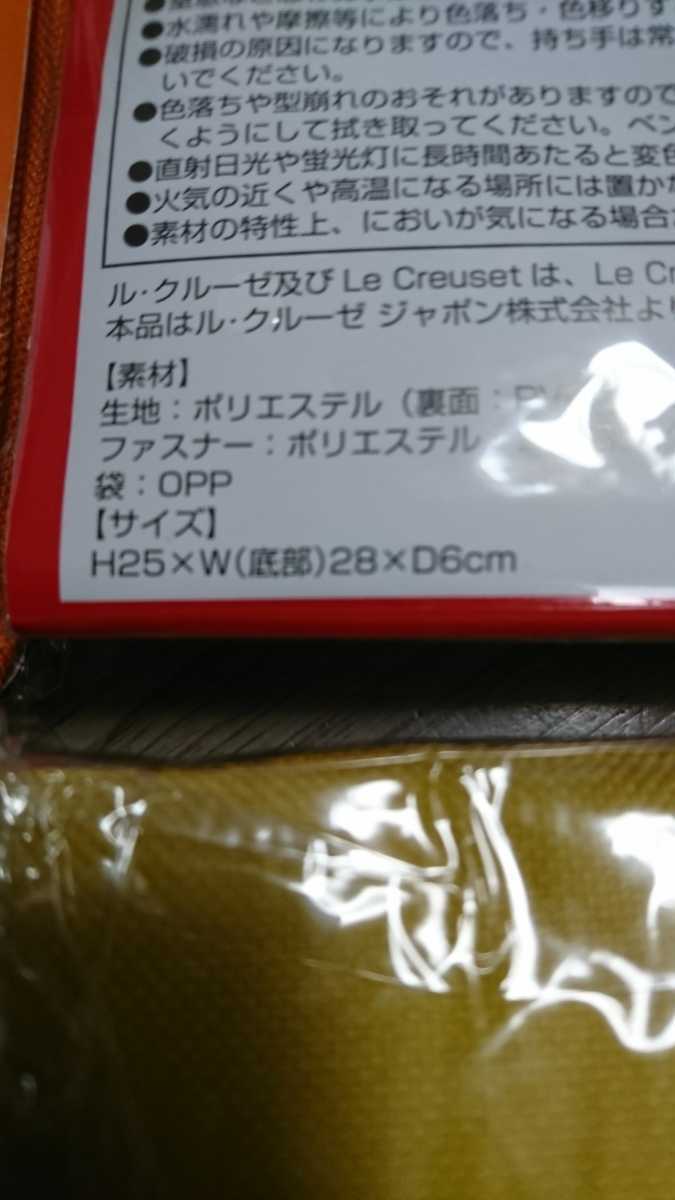 ●水濡れや摩擦等により色落ち・色移りす
●破損の原因になりますので、持ち手は常
いでください。
●色落ちや型崩れのおそれがありますので
くようにして拭き取ってください。ベン
●直射日光や蛍光灯に長時間あたると変色
●火気の近くや高温になる場所には置かな
●素材の特性上、においが気になる場合
ル・クルーゼ及び Le Creuset は、Le Cr
本品はル・クルーゼ ジャポン株式会社より
【素材】
生地：ポリエステル（裏面：
ファスナー：ポリエステル
袋：OPP
【サイズ】
H25×W(底部)28×D6cm